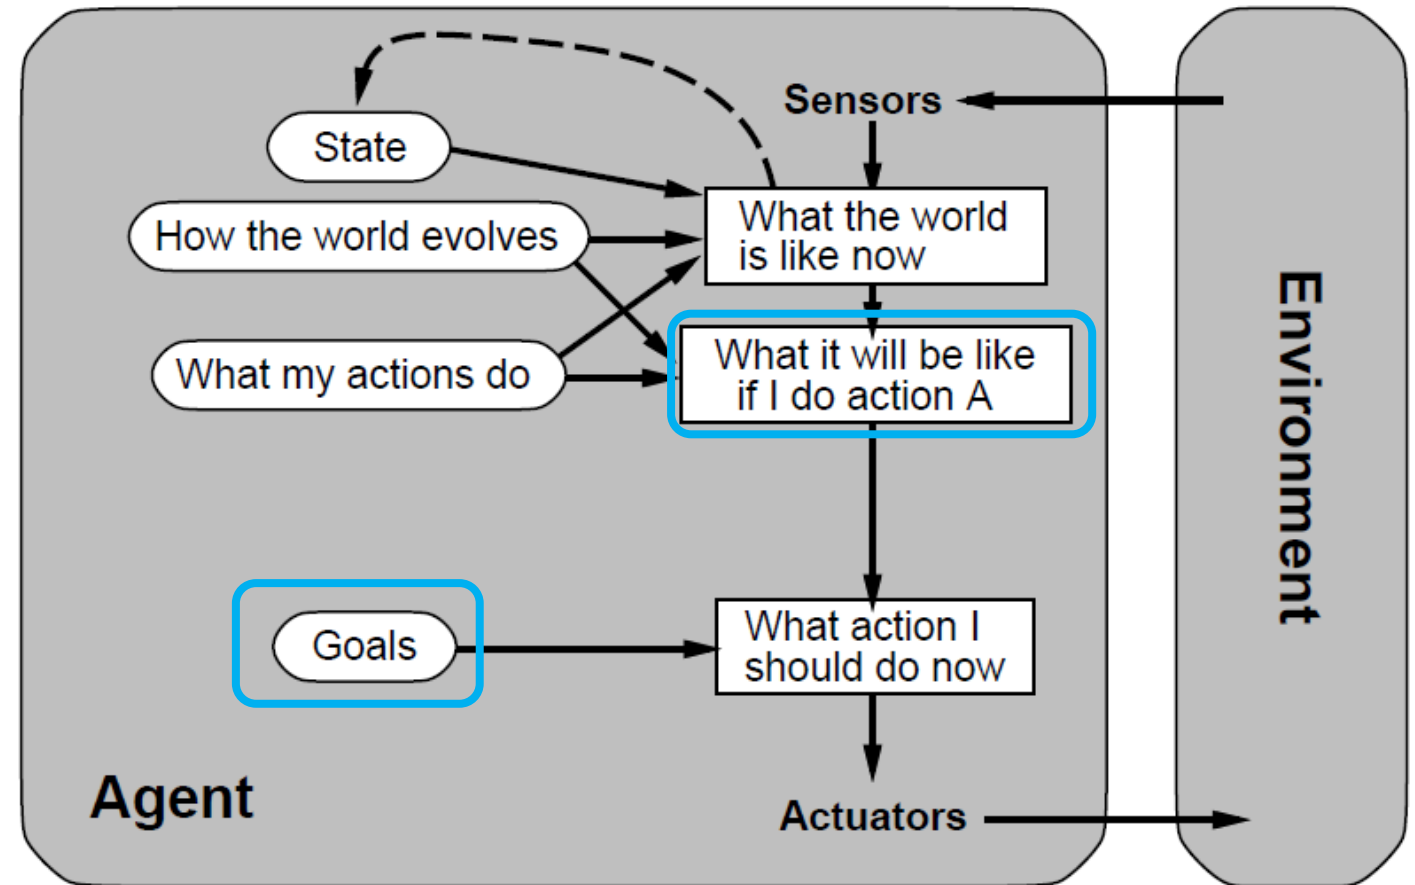 Sensors
State
What the world
is like now
How the world evolves
What it will be like
if I do action A
What my actions do
Goals
What action I
should do now
Agent
Actuators
Environment